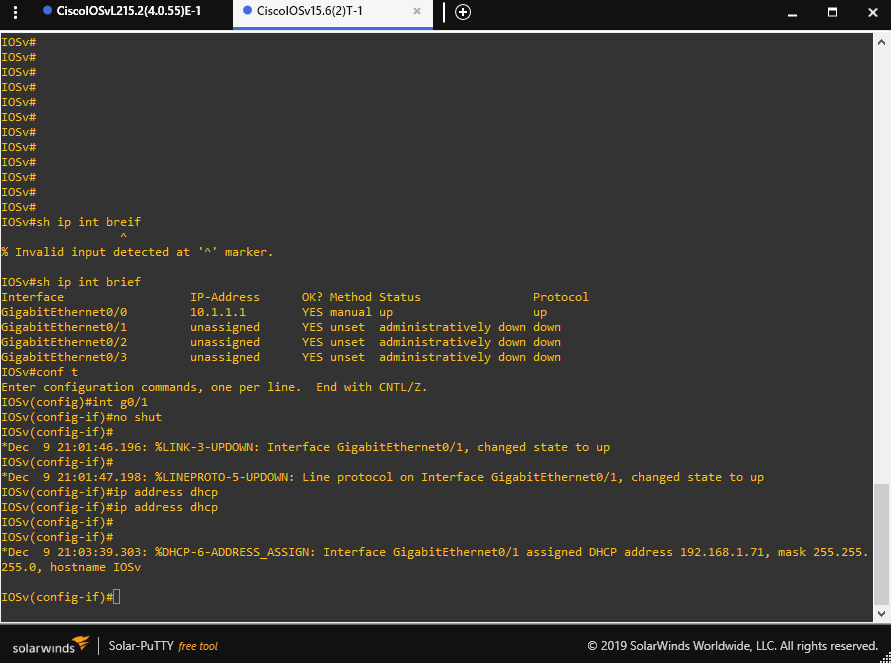 CiscoIOSvL215.2(4.0.55)E-1 CiscoIOSv15.6(2)T-1
IOSv#
IOSv#
IOSv#
IOSv#
IOSv#
IOSv#
IOSv#
IOSv#
IOSv#
IOSv#
IOSv#
IOSv#
IOSv#sh ip int breif
^
% Invalid input detected at '^' marker.
IOSv#sh ip int brief
Interface IP-Address OK? Method Status Protocol
GigabitEthernet0/0 10.1.1.1 YES manual up up
GigabitEthernet0/1 unassigned YES unset administratively down down
GigabitEthernet0/2 unassigned YES unset administratively down down
GigabitEthernet0/3 unassigned YES unset administratively down down
IOSv#conf t
Enter configuration commands, one per line. End with CNTL/Z.
IOSv(config)#int g0/1
IOSv(config-if)#no shut
IOSv(config-if)#
*Dec 9 21:01:46.196: %LINK-3-UPDOWN: Interface GigabitEthernet0/1, changed state to up
IOSv(config-if)#
*Dec 9 21:01:47.198: %LINEPROTO-5-UPDOWN: Line protocol on Interface GigabitEthernet0/1, changed state to up
IOSv(config-if)#ip address dhcp
IOSv(config-if)#ip address dhcp
IOSv(config-if)#
IOSv(config-if)#
*Dec 9 21:03:39.303: %DHCP-6-ADDRESS_ASSIGN: Interface GigabitEthernet0/1 assigned DHCP address 192.168.1.71, mask 255.255.
255.0, hostname IOSv
IOSv(config-if)#
solarwinds Solar-PuTTY free tool © 2019 SolarWinds Worldwide, LLC. All rights reserved.